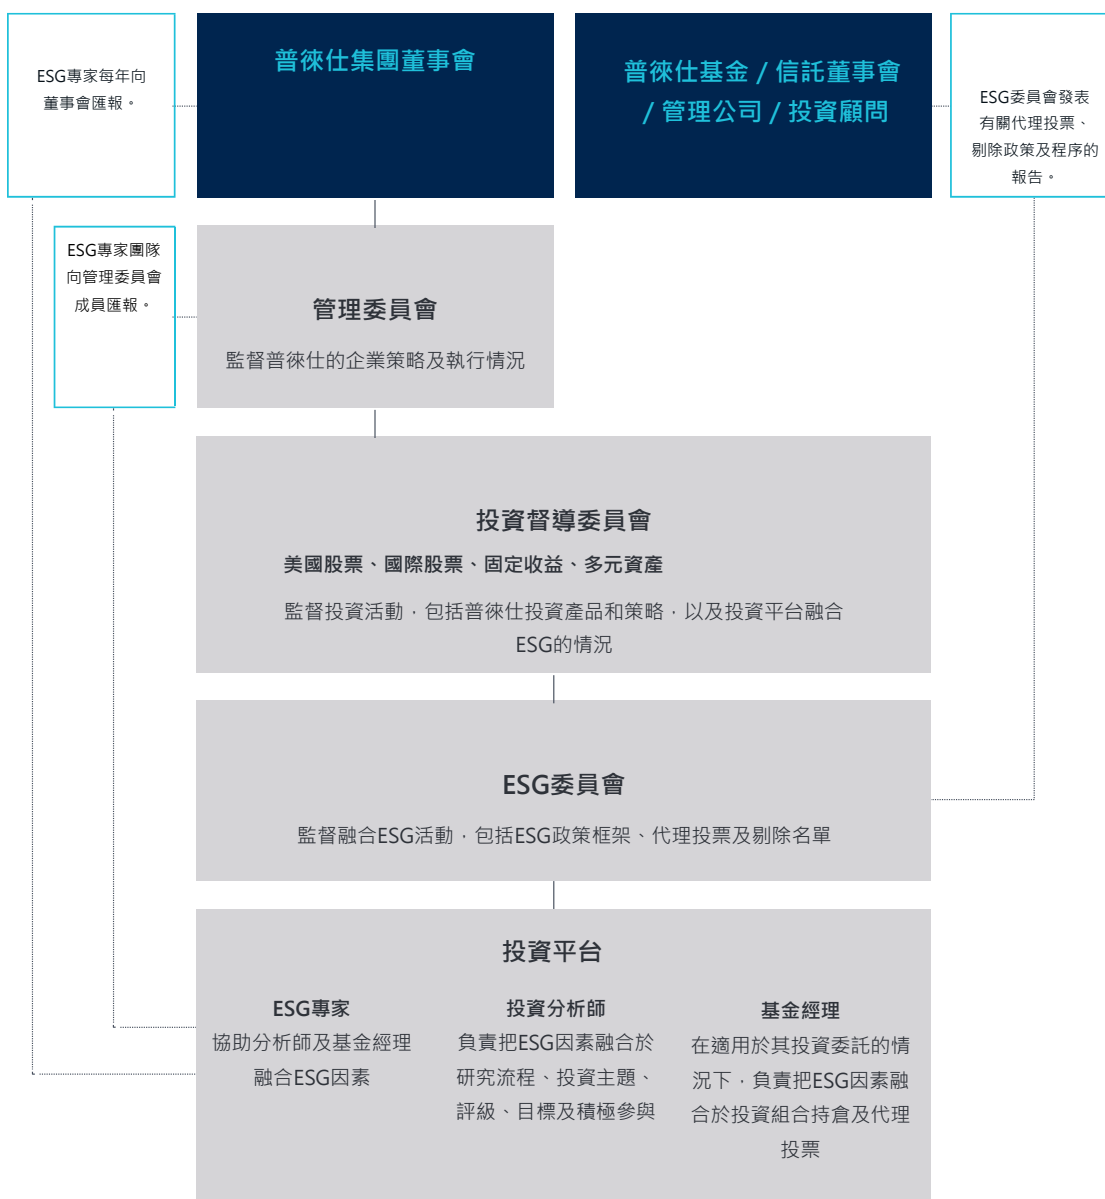 ESG專家每年向
董事會匯報。
普徠仕集團董事會
普徠仕基金 / 信託董事會
/ 管理公司 / 投資顧問
ESG委員會發表
有關代理投票、
剔除政策及程序的
報告。
ESG專家團隊
向管理委員會
成員匯報。
管理委員會
監督普徠仕的企業策略及執行情況
投資督導委員會
美國股票、國際股票、固定收益、多元資產
監督投資活動，包括普徠仕投資產品和策略，以及投資平台融合
ESG的情況
ESG委員會
監督融合ESG活動，包括ESG政策框架、代理投票及剔除名單
投資平台
ESG專家
協助分析師及基金經理
融合ESG因素
投資分析師
負責把ESG因素融合於
研究流程、投資主題、
評級、目標及積極參與
基金經理
在適用於其投資委託的情
況下，負責把ESG因素融
合於投資組合持倉及代理
投票